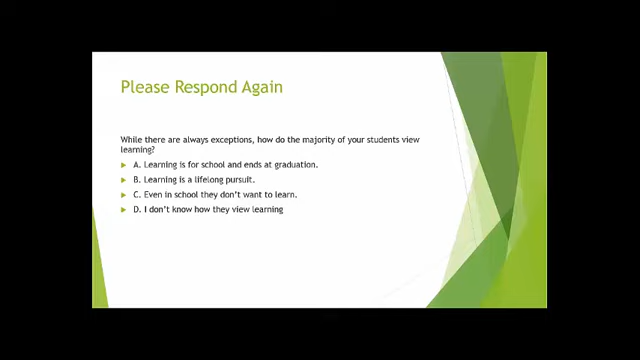 Please Respond Again
While there are always exceptions, how do the majority of your students view
learning?
A. Learning is for school and ends at graduation.
B. Learning is a lifelong pursuit.
C. Even in school they don't want to learn.
D. I don't know how they view learning